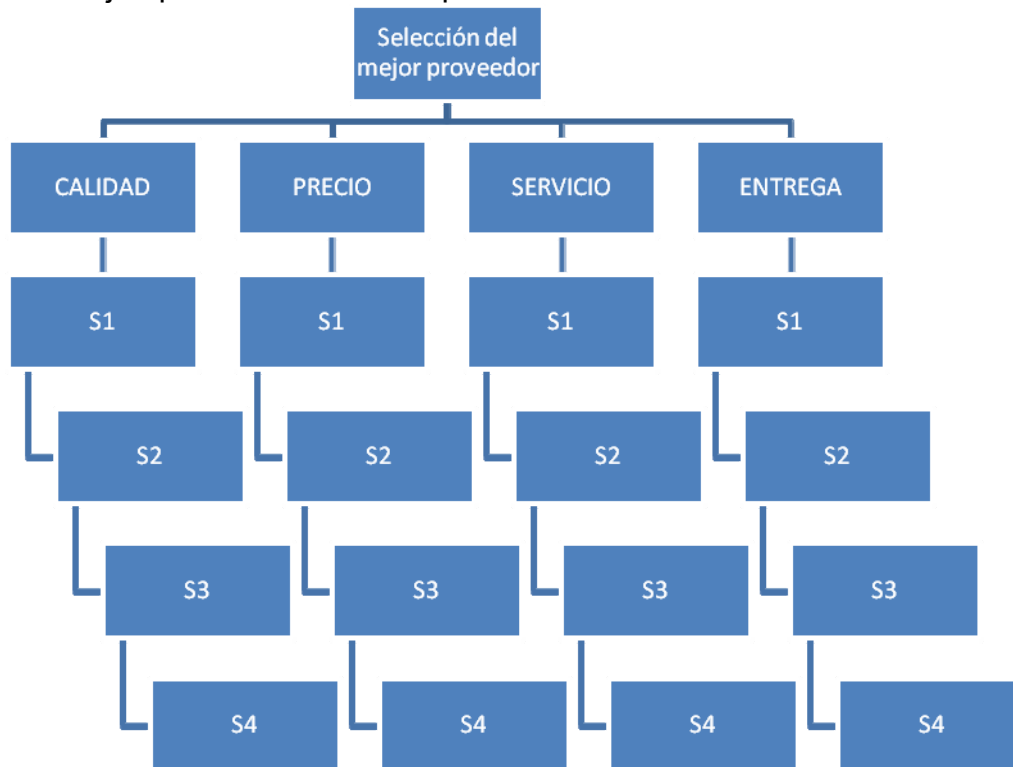 Selección del
mejor proveedor
CALIDAD
PRECIO
SERVICIO
ENTREGA
S1
S1
S1
S1
S2
S2
S2
S2
S3
S3
S3
S3
S4
S4
S4
S4